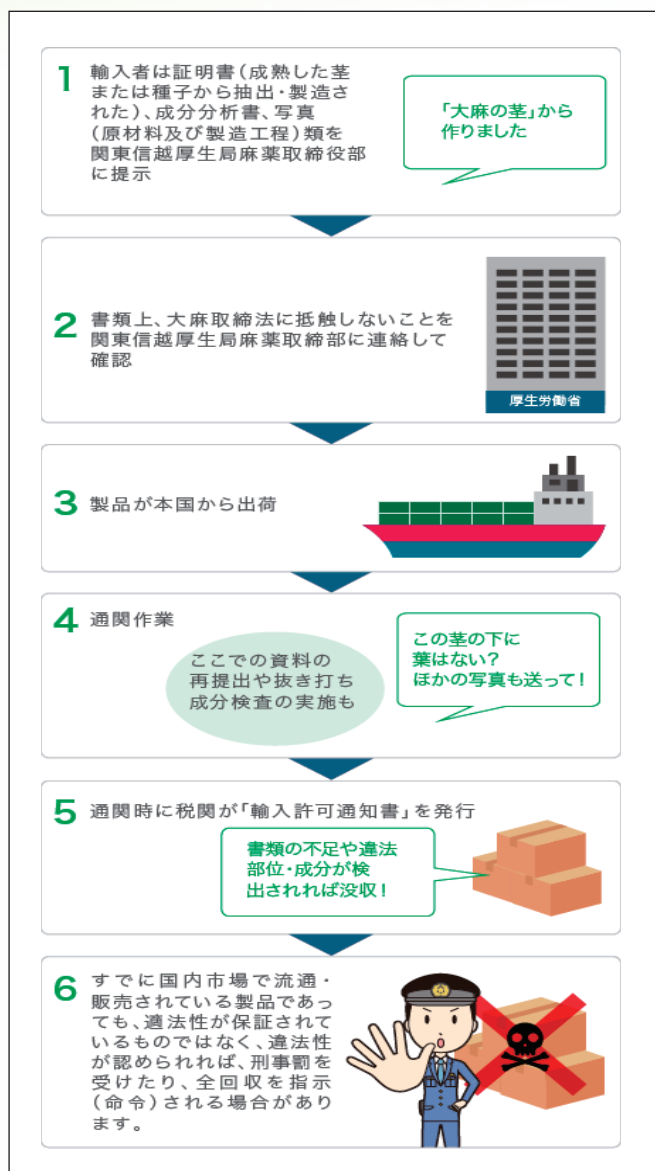 1
輸入者は証明書(成熟した茎
または種子から抽出・製造さ
れた)、成分分析書、写真
(原材料及び製造工程)類を
関東信越厚生局麻薬取締役部
に提示
「大麻の茎」から
作りました
2
書類上、大麻取締法に抵触しないことを
関東信越厚生局麻薬取締部に連絡して
確認
厚生労働省
3
製品が本国から出荷
4
通関作業
ここでの資料の
再提出や抜き打ち
成分検査の実施も
この茎の下に
葉はない?
ほかの写真も送って!
5
通関時に税関が「輸入許可通知書」を発行
書類の不足や違法
部位・成分が検
出されれば没収!
6
すでに国内市場で流通・
販売されている製品であっ
ても、適法性が保証されて
いるものではなく、違法性
が認められれば、刑事罰を
受けたり、全回収を指示
(命令)される場合があり
ます。